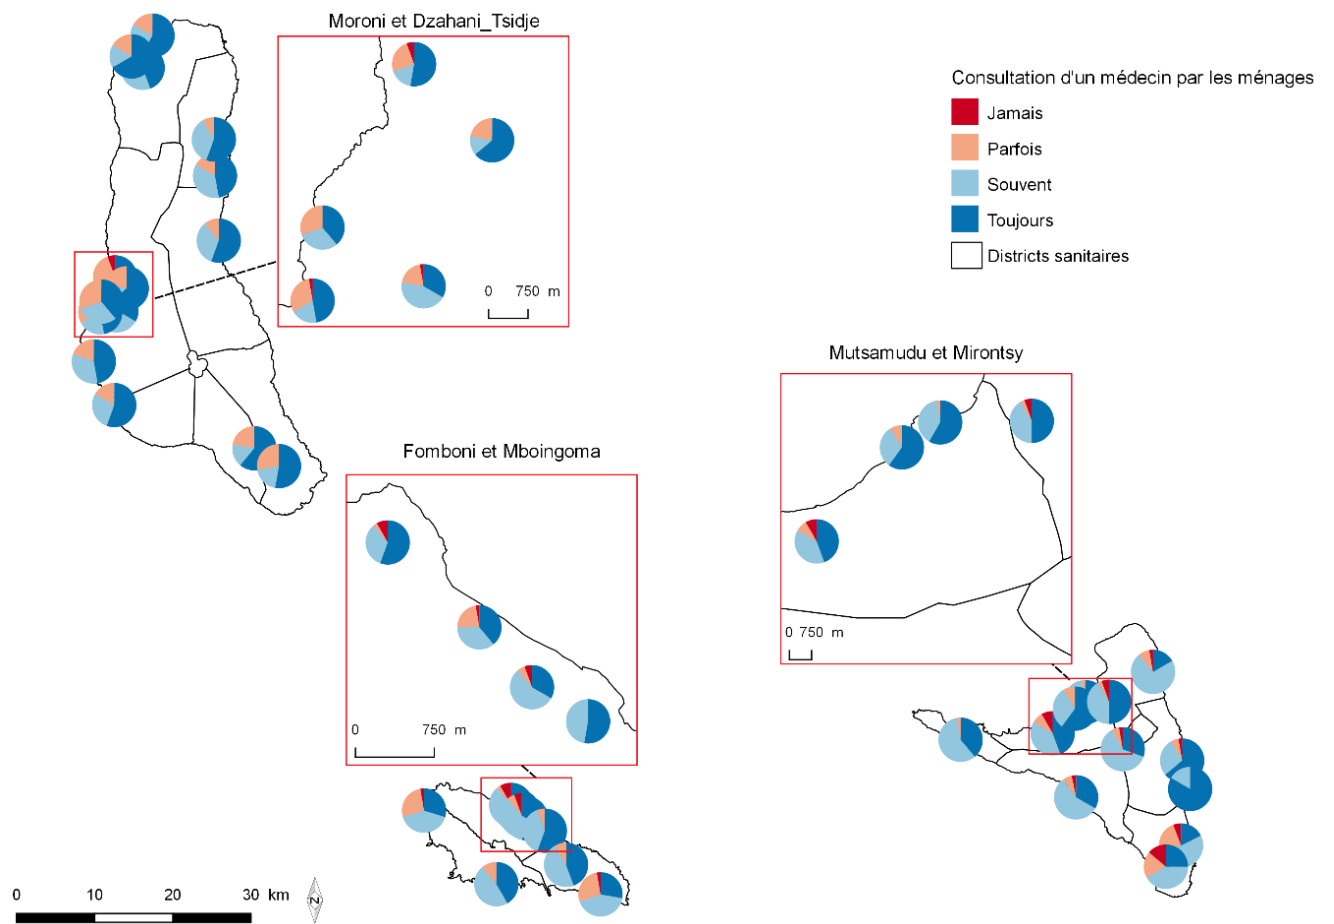 Moroni et Dzahani_Tsidje
0 750 m
Consultation d'un médecin par les ménages
Jamais
Parfois
Souvent
Toujours
Districts sanitaires
Mutsamudu et Mirontsy
0 750 m
Fomboni et Mboingoma
0 750 m
0 10 20 30 km
N